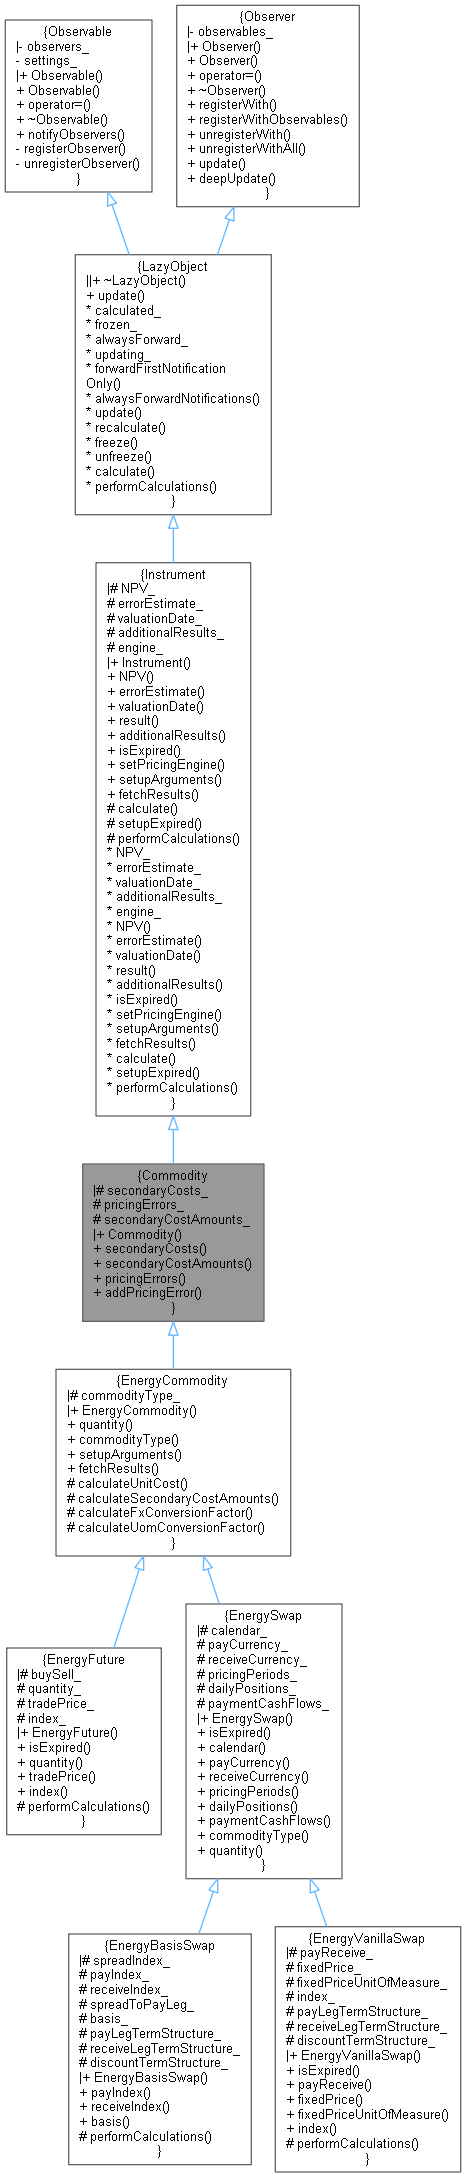 {Observable
|- observers_
- settings_
|+ Observable()
+ Observable()
+ operator=()
+ ~Observable()
+ notifyObservers()
- registerObserver()
- unregisterObserver()
}
{Observer
|- observables_
|+ Observer()
+ Observer()
+ operator=()
+ ~Observer()
+ registerWith()
+ registerWithObservables()
+ unregisterWith()
+ unregisterWithAll()
+ update()
+ deepUpdate()
}
{LazyObject
||+ ~LazyObject()
+ update()
* calculated_
* frozen_
* alwaysForward_
* updating_
* forwardFirstNotification
Only()
* alwaysForwardNotifications()
* update()
* recalculate()
* freeze()
* unfreeze()
* calculate()
* performCalculations()
}
{Instrument
|# NPV_
# errorEstimate_
# valuationDate_
# additionalResults_
# engine_
|+ Instrument()
+ NPV()
+ errorEstimate()
+ valuationDate()
+ result()
+ additionalResults()
+ isExpired()
+ setPricingEngine()
+ setupArguments()
+ fetchResults()
# calculate()
# setupExpired()
# performCalculations()
* NPV_
* errorEstimate_
* valuationDate_
* additionalResults_
* engine_
* NPV()
* errorEstimate()
* valuationDate()
* result()
* additionalResults()
* isExpired()
* setPricingEngine()
* setupArguments()
* fetchResults()
* calculate()
* setupExpired()
* performCalculations()
}
{Commodity
|# secondaryCosts_
# pricingErrors_
# secondaryCostAmounts_
|+ Commodity()
+ secondaryCosts()
+ secondaryCostAmounts()
+ pricingErrors()
+ addPricingError()
}
{EnergyCommodity
|# commodityType_
|+ EnergyCommodity()
+ quantity()
+ commodityType()
+ setupArguments()
+ fetchResults()
# calculateUnitCost()
# calculateSecondaryCostAmounts()
# calculateFxConversionFactor()
# calculateUomConversionFactor()
}
{EnergyFuture
|# buySell_
# quantity_
# tradePrice_
# index_
|+ EnergyFuture()
+ isExpired()
+ quantity()
+ tradePrice()
+ index()
# performCalculations()
}
{EnergySwap
|# calendar_
# payCurrency_
# receiveCurrency_
# pricingPeriods_
# dailyPositions_
# paymentCashFlows_
|+ EnergySwap()
+ isExpired()
+ calendar()
+ payCurrency()
+ receiveCurrency()
+ pricingPeriods()
+ dailyPositions()
+ paymentCashFlows()
+ commodityType()
+ quantity()
}
{EnergyBasisSwap
|# spreadIndex_
# payIndex_
# receiveIndex_
# spreadToPayLeg_
# basis_
# payLegTermStructure_
# receiveLegTermStructure_
# discountTermStructure_
|+ EnergyBasisSwap()
+ payIndex()
+ receiveIndex()
+ basis()
# performCalculations()
}
{EnergyVanillaSwap
|# payReceive_
# fixedPrice_
# fixedPriceUnitOfMeasure_
# index_
# payLegTermStructure_
# receiveLegTermStructure_
# discountTermStructure_
|+ EnergyVanillaSwap()
+ isExpired()
+ payReceive()
+ fixedPrice()
+ fixedPriceUnitOfMeasure()
+ index()
# performCalculations()
}